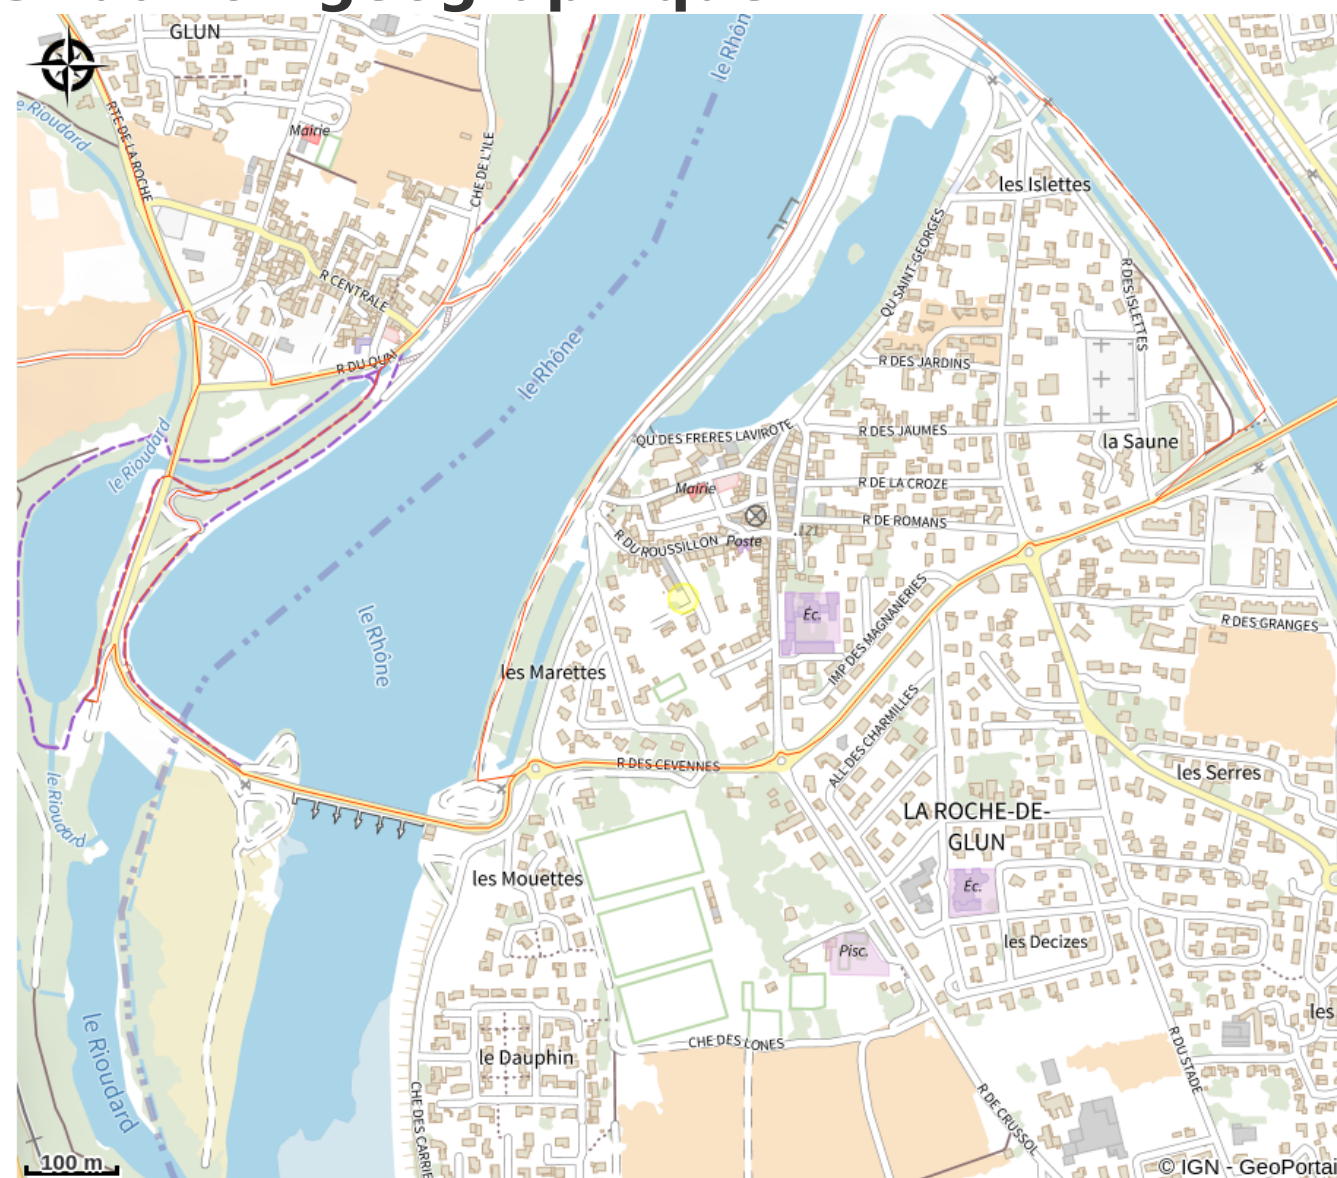 GLUN
le Rhôn
Mairie
e Rioudard
RTE DE LA ROCHE
CHE DE L'ILE
les Islettes
QU SAINT-GEORGES
R DES ISLETTES
R CENTRALE
R DU QUAI
le Rhône
R DES JARDINS
QU DES FRERES LAVIROTE
R DES JAUMES
la Saune
le Rioudard
Mairie
R DE LA CROZE
R DE ROMANS
121
R DU ROUSSILLON
Poste
le Rhône
Éc.
IMP DES MAGNANERIES
R DES GRANGES
les Marettes
ALL DES CHARMILLES
R DES CEVENNES
les Serres
le Rioudard
LA ROCHE-DE-
GLUN
les Mouettes
Éc.
les Decizes
Pisc.
les
le Rioudard
le Dauphin
CHE DES LONES
R DU STADE
CHE DES CARRIE
R DE CRUSSOL
100 m
© IGN - GeoPortai